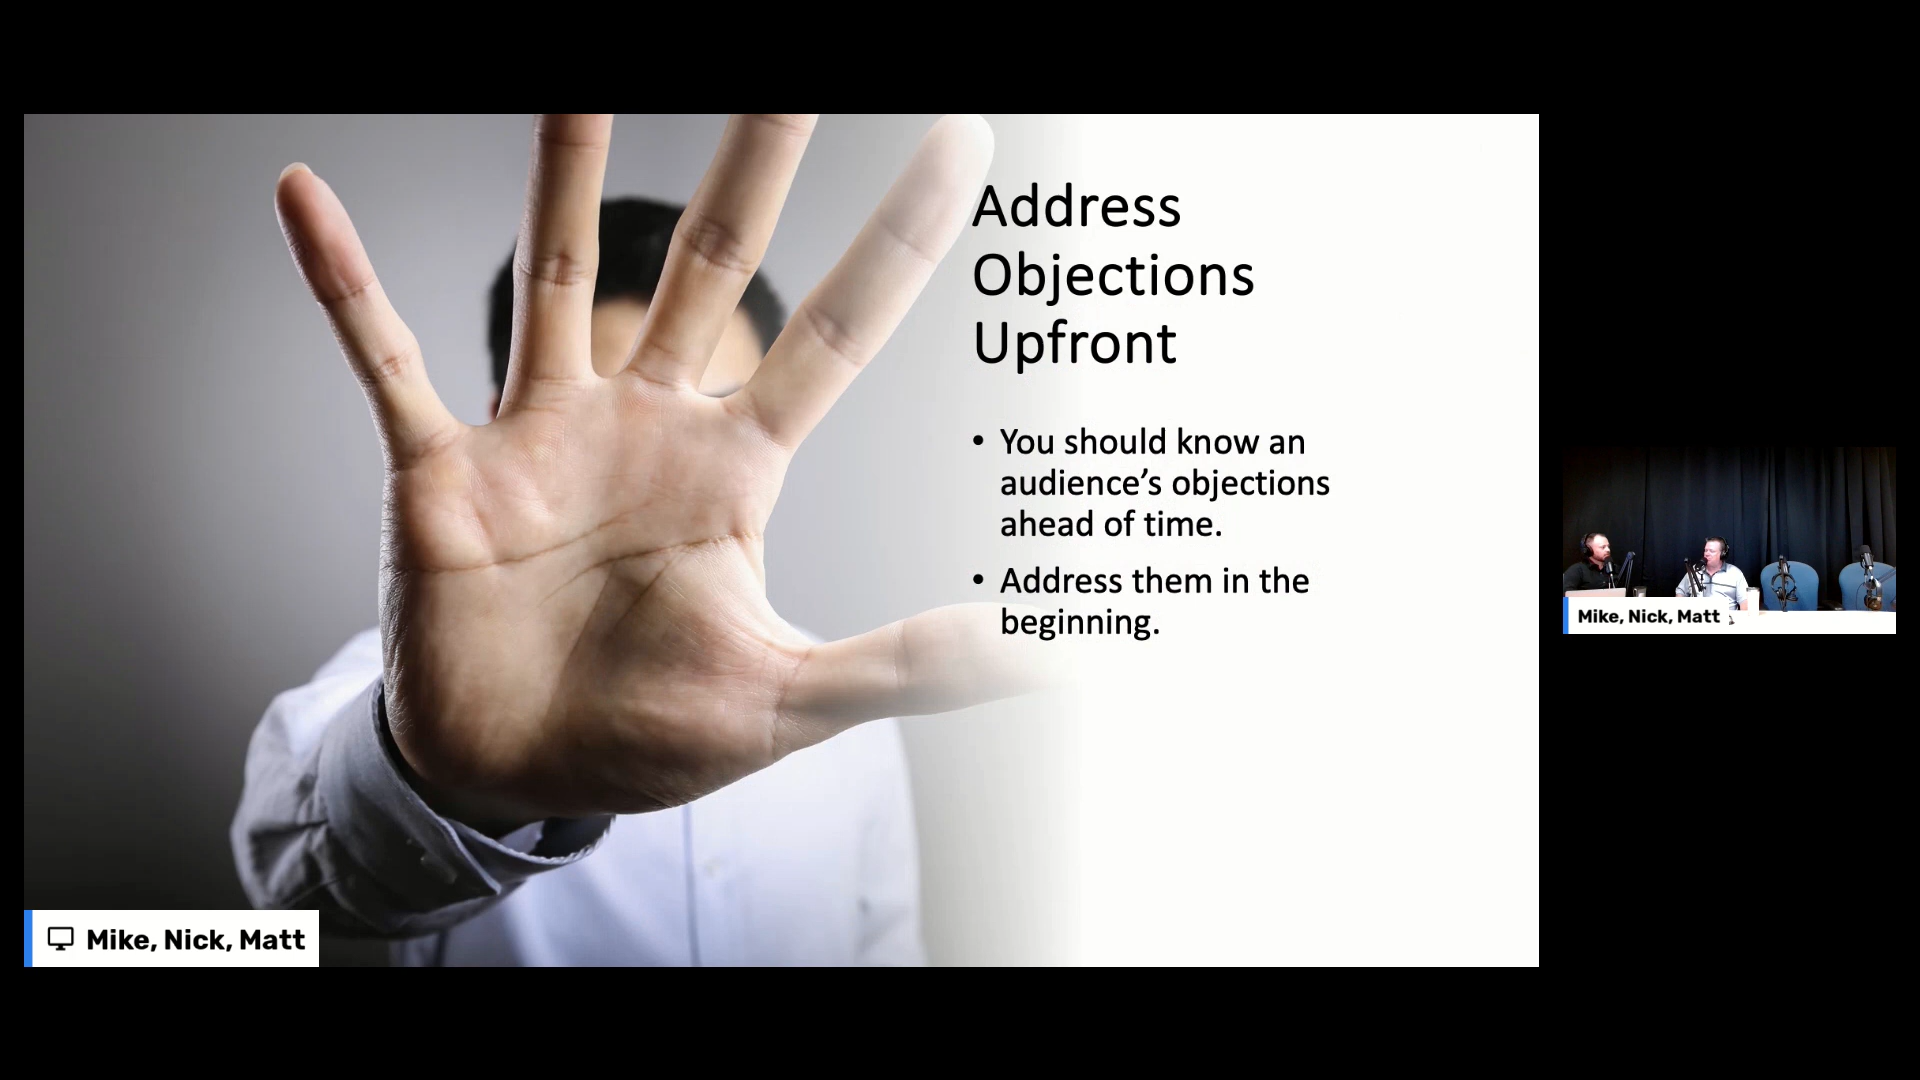 Address
Objections
Upfront
• You should know an
audience’s objections
ahead of time.
• Address them in the
beginning.
Mike, Nick, Matt
Mike, Nick, Matt